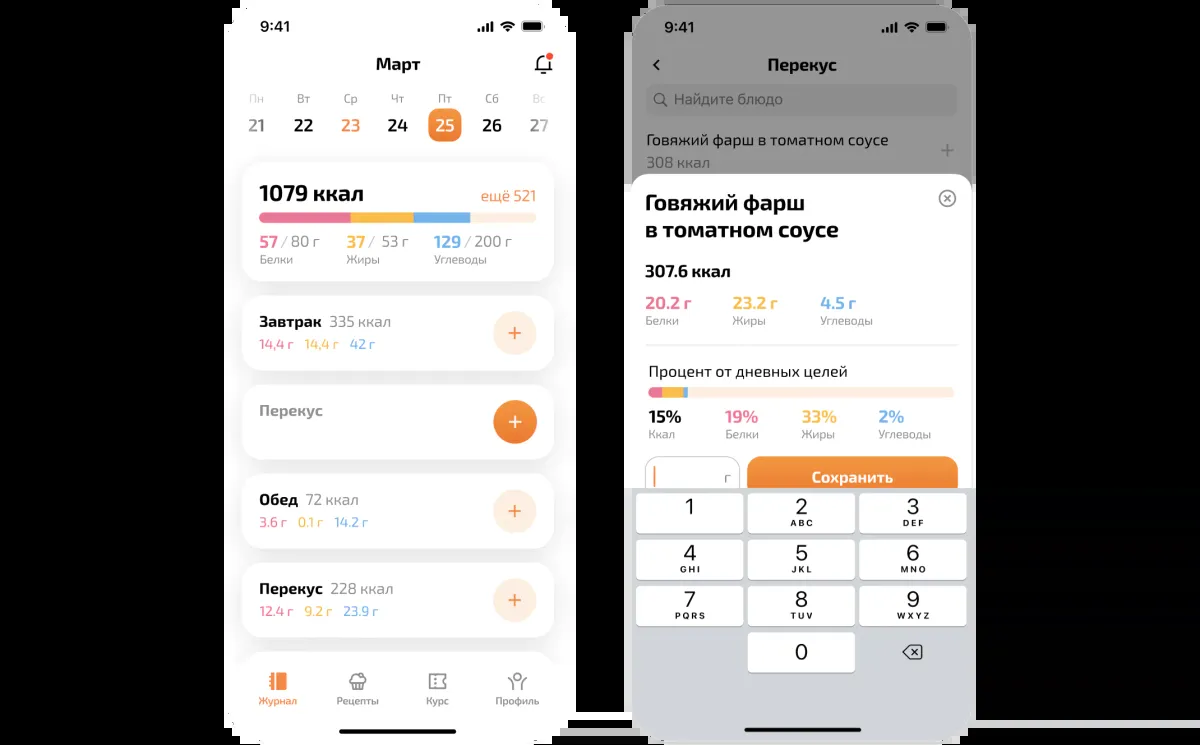 9:41
Март
Пн Вт Ср Чт Пт Сб Вс
21 22 23 24 25 26 27
1079 ккал ещё 521
57 / 80 г 37 / 53 г 129 / 200 г
Белки Жиры Углеводы
Завтрак 335 ккал
14,4 г 14,4 г 42 г
+
Перекус
+
Обед 72 ккал
3.6 г 0.1 г 14.2 г
+
Перекус 228 ккал
12.4 г 9.2 г 23.9 г
+
Журнал Рецепты Курс Профиль
9:41
Перекус
Найдите блюдо
Говяжий фарш в томатном соусе
308 ккал
+
Говяжий фарш
в томатном соусе
307.6 ккал
20.2 г 23.2 г 4.5 г
Белки Жиры Углеводы
Процент от дневных целей
15% 19% 33% 2%
Ккал Белки Жиры Углеводы
г Сохранить
1 2 3
ABC DEF
4 5 6
GHI JKL MNO
7 8 9
PQRS TUV WXYZ
0